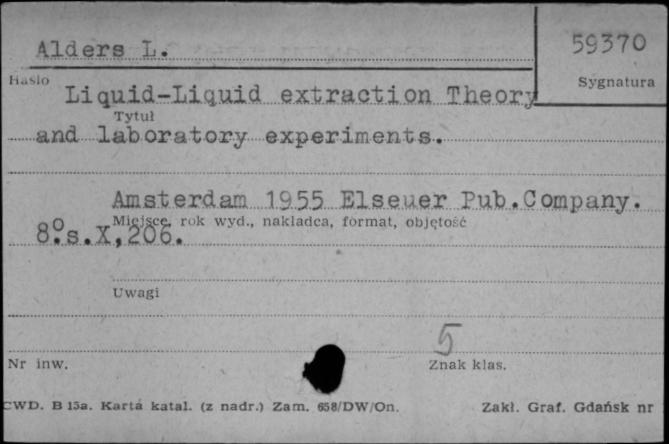 Alders L.
59370
Hasło
Sygnatura
Liquid-Liquid extraction Theory
Tytuł
and laboratory experiments.
Amsterdam 1955 Elseuer Pub.Company.
Miejsce, rok wyd., nakładca, format, objętość
8°s.X,206.
Uwagi
5
Nr inw.
Znak klas.
CWD. B 15a. Karta katal. (z nadr.) Zam. 658/DW/On.
Zakł. Graf. Gdańsk nr